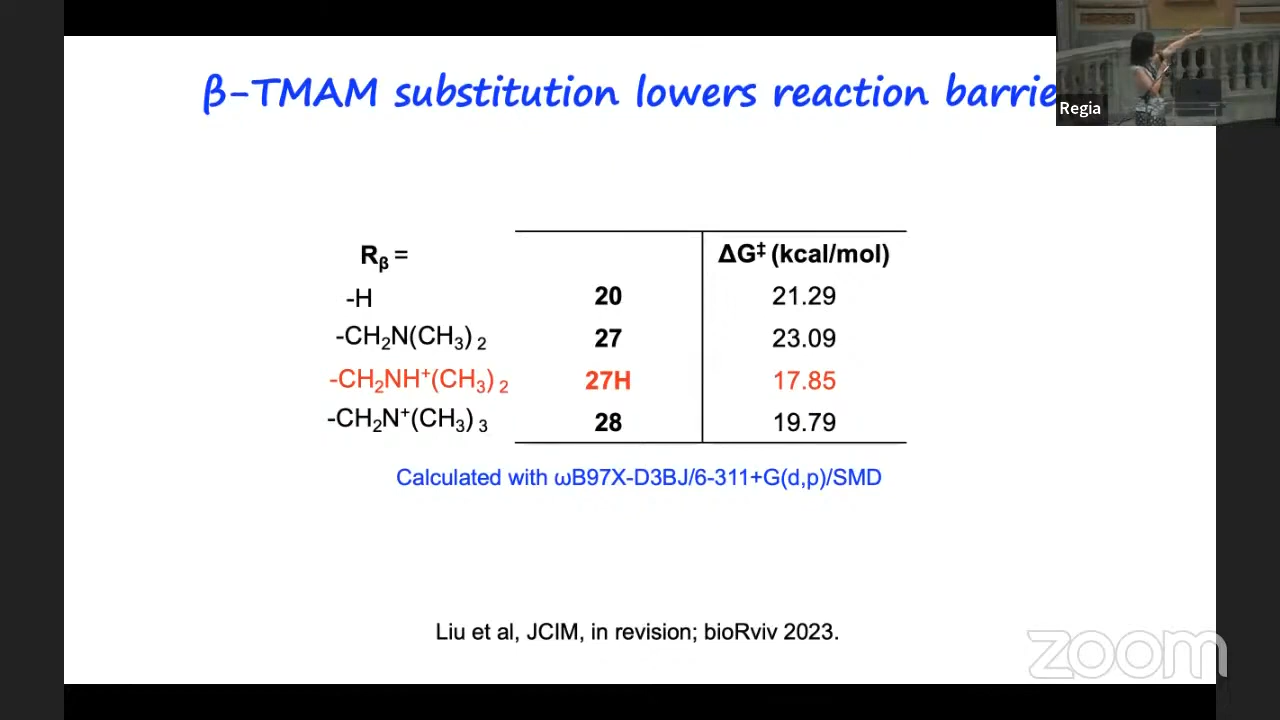 β-TMAM substitution lowers reaction barrie
Regia
Rβ =
ΔG‡ (kcal/mol)
-H 20 21.29
-CH₂N(CH₃)₂ 27 23.09
-CH₂NH⁺(CH₃)₂ 27H 17.85
-CH₂N⁺(CH₃)₃ 28 19.79
Calculated with ωB97X-D3BJ/6-311+G(d,p)/SMD
Liu et al, JCIM, in revision; bioRviv 2023.
zoom